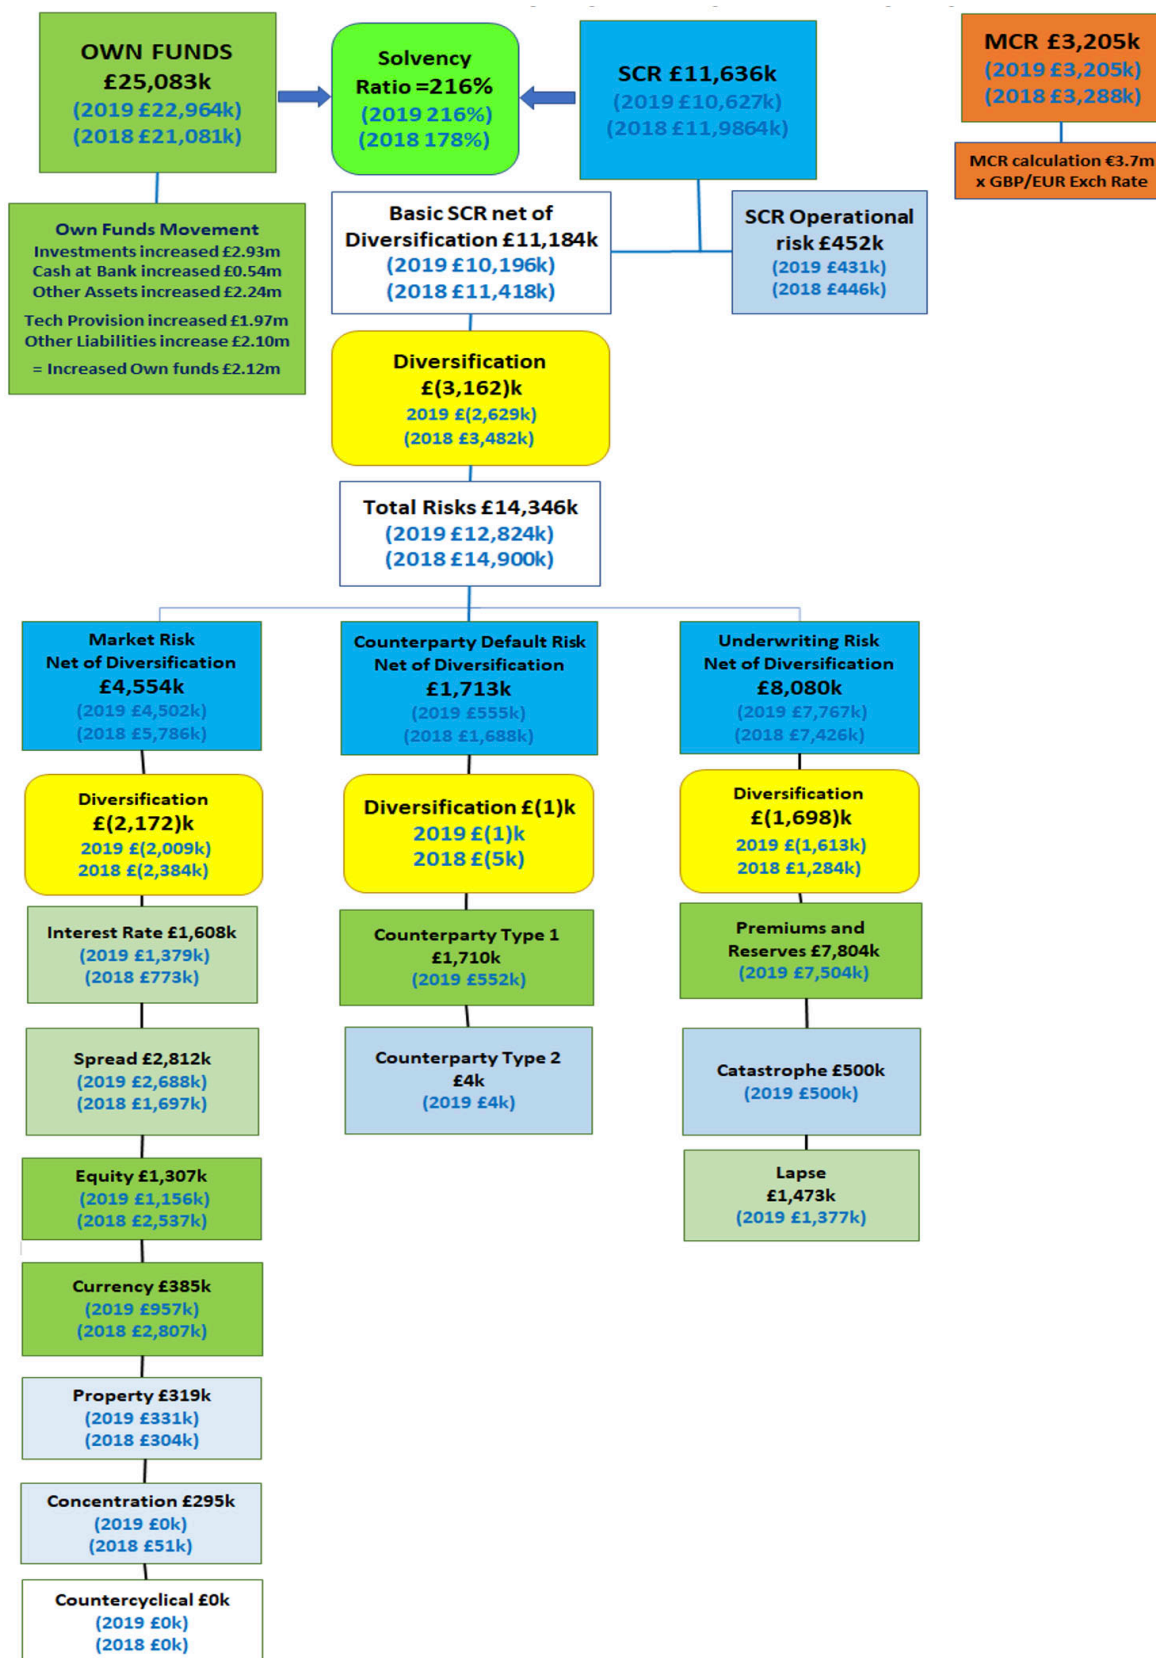 OWN FUNDS
£25,083k
(2019 £22,964k)
(2018 £21,081k)
Solvency
Ratio =216%
(2019 216%)
(2018 178%)
SCR £11,636k
(2019 £10,627k)
(2018 £11,9864k)
MCR £3,205k
(2019 £3,205k)
(2018 £3,288k)
MCR calculation €3.7m
x GBP/EUR Exch Rate
Own Funds Movement
Investments increased £2.93m
Cash at Bank increased £0.54m
Other Assets increased £2.24m
Tech Provision increased £1.97m
Other Liabilities increase £2.10m
= Increased Own funds £2.12m
Basic SCR net of
Diversification £11,184k
(2019 £10,196k)
(2018 £11,418k)
SCR Operational
risk £452k
(2019 £431k)
(2018 £446k)
Diversification
£(3,162)k
2019 £(2,629k)
(2018 £3,482k)
Total Risks £14,346k
(2019 £12,824k)
(2018 £14,900k)
Market Risk
Net of Diversification
£4,554k
(2019 £4,502k)
(2018 £5,786k)
Counterparty Default Risk
Net of Diversification
£1,713k
(2019 £555k)
(2018 £1,688k)
Underwriting Risk
Net of Diversification
£8,080k
(2019 £7,767k)
(2018 £7,426k)
Diversification
£(2,172)k
2019 £(2,009k)
2018 £(2,384k)
Diversification £(1)k
2019 £(1)k
2018 £(5k)
Diversification
£(1,698)k
2019 £(1,613k)
2018 £1,284k)
Interest Rate £1,608k
(2019 £1,379k)
(2018 £773k)
Counterparty Type 1
£1,710k
(2019 £552k)
Premiums and
Reserves £7,804k
(2019 £7,504k)
Spread £2,812k
(2019 £2,688k)
(2018 £1,697k)
Counterparty Type 2
£4k
(2019 £4k)
Catastrophe £500k
(2019 £500k)
Equity £1,307k
(2019 £1,156k)
(2018 £2,537k)
Lapse
£1,473k
(2019 £1,377k)
Currency £385k
(2019 £957k)
(2018 £2,807k)
Property £319k
(2019 £331k)
(2018 £304k)
Concentration £295k
(2019 £0k)
(2018 £51k)
Countercyclical £0k
(2019 £0k)
(2018 £0k)